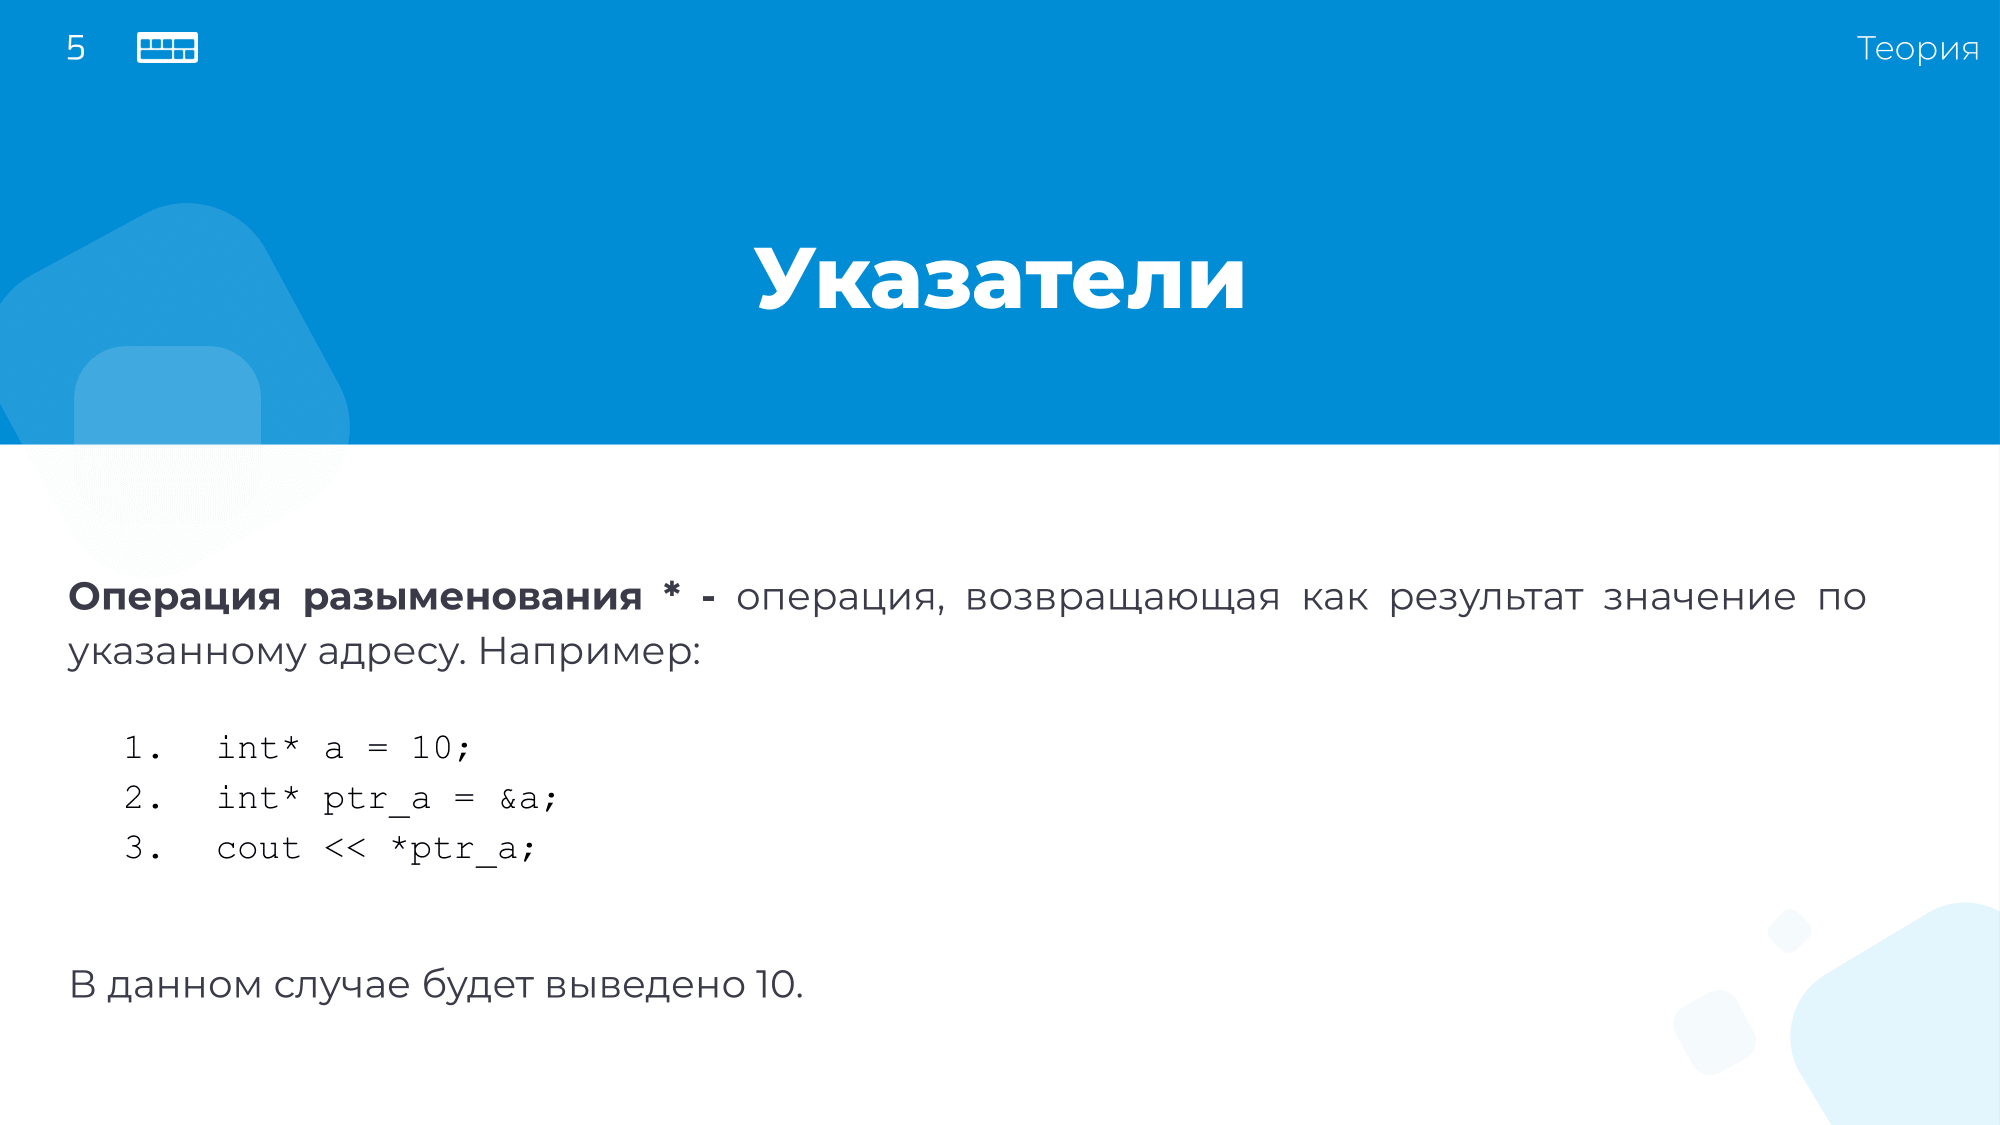 5
Теория
Указатели
Операция разыменования * - операция, возвращающая как результат значение по
указанному адресу. Например:
1. int* a = 10;
2. int* ptr_a = &a;
3. cout << *ptr_a;
В данном случае будет выведено 10.